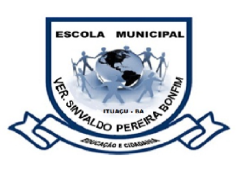 ESCOLA MUNICIPAL
VER. SINVALDO PEREIRA BONFIM
ITUAÇU - BA
EDUCAÇÃO E CIDADANIA